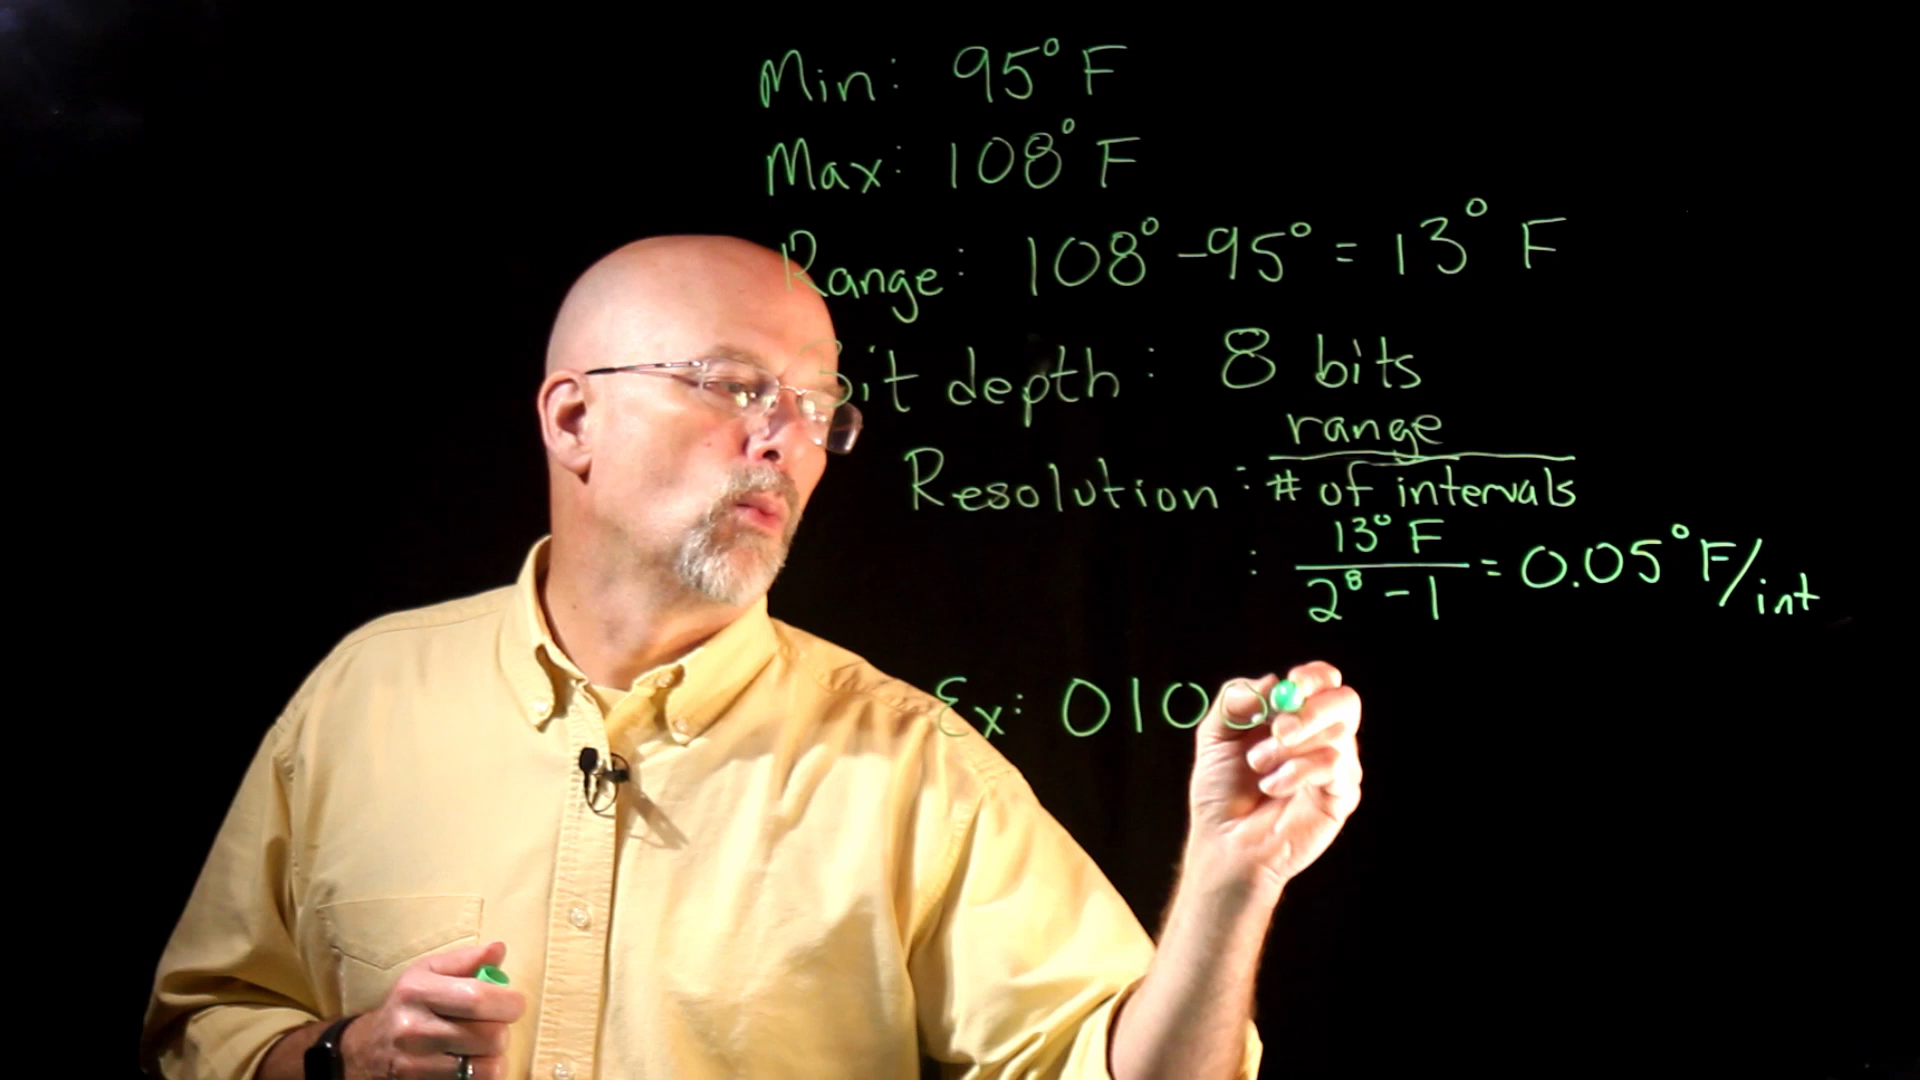 Min: 95° F
Max: 108° F
Range: 108° - 95° = 13° F
Bit depth: 8 bits
Resolution: range / # of intervals
: 13° F / 2⁸ - 1 = 0.05° F/int
Ex: 0100